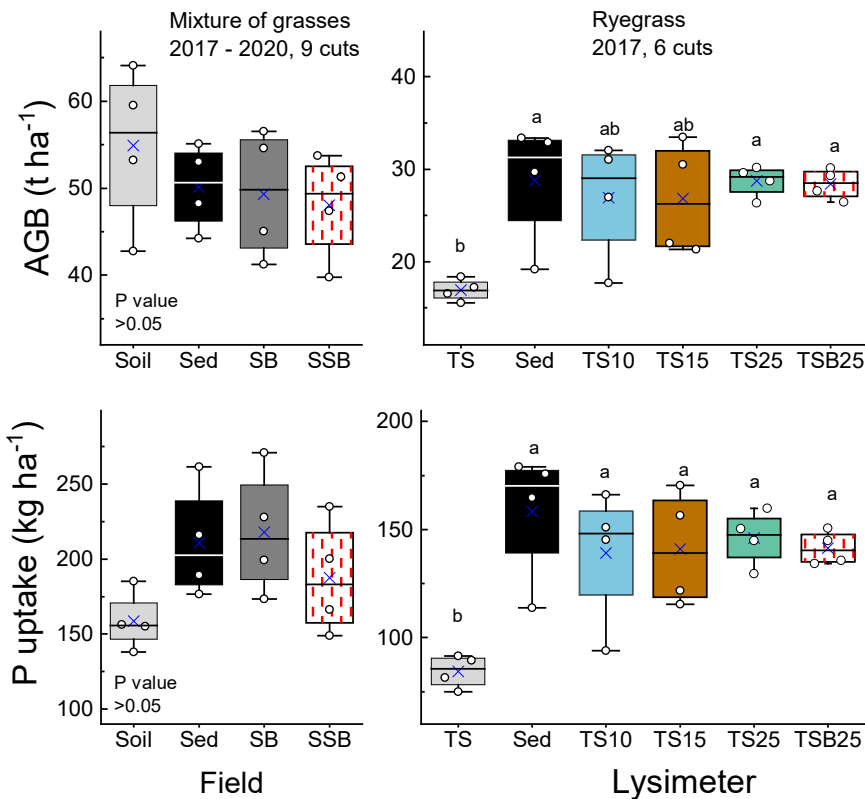 Mixture of grasses
2017 - 2020, 9 cuts
Ryegrass
2017, 6 cuts
AGB (t ha⁻¹)
60
50
40
P value
>0.05
Soil Sed SB SSB
40
30
20
b a ab ab a a
TS Sed TS10 TS15 TS25 TSB25
P uptake (kg ha⁻¹)
250
200
150
100
P value
>0.05
Soil Sed SB SSB
Field
200
150
100
b a a a a a
TS Sed TS10 TS15 TS25 TSB25
Lysimeter